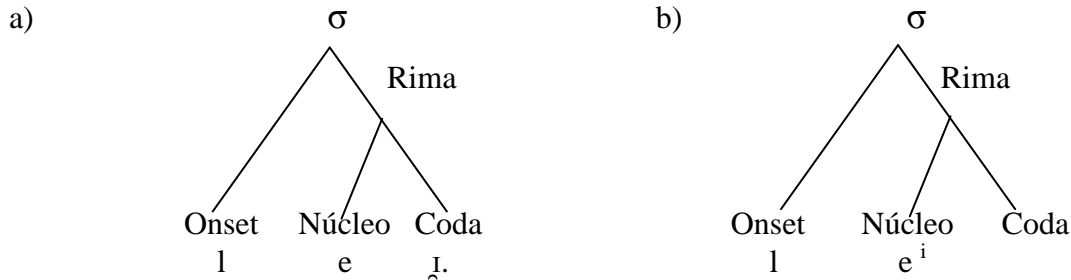 a) σ b) σ
Rima Rima
Onset Núcleo Coda Onset Núcleo Coda
l e ɪ̯. l e ⁱ